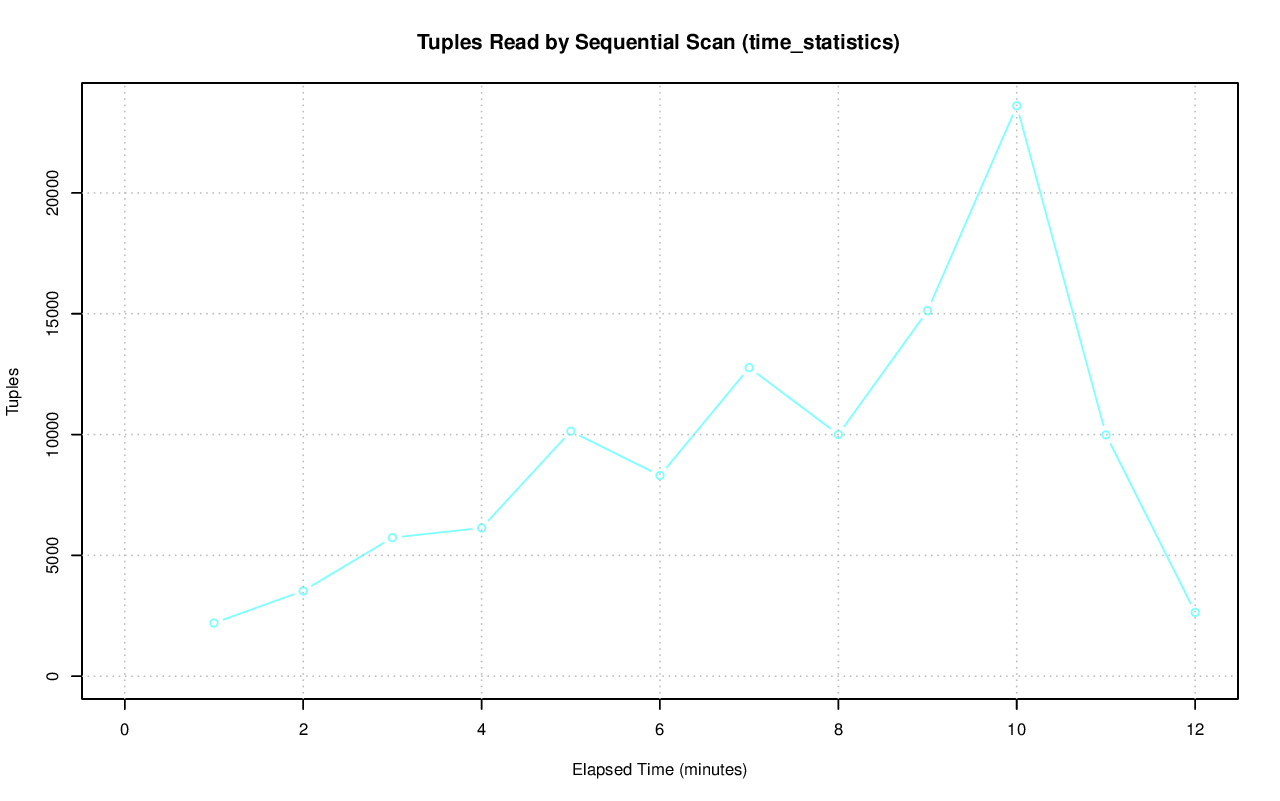 Tuples Read by Sequential Scan (time_statistics)
Tuples
20000
15000
10000
5000
0
0 2 4 6 8 10 12
Elapsed Time (minutes)